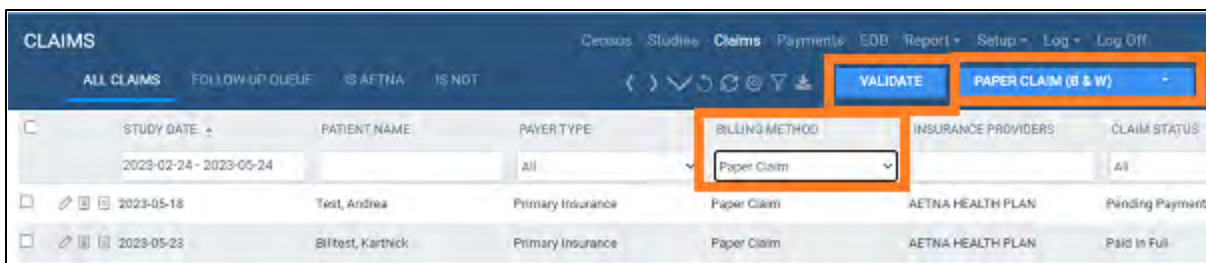 CLAIMS Census Studies Claims Payments EOB Report Setup Log Log Off
ALL CLAIMS FOLLOW-UP QUEUE IS AETNA IS NOT VALIDATE PAPER CLAIM (B & W)
STUDY DATE PATIENT NAME PAYER TYPE BILLING METHOD INSURANCE PROVIDERS CLAIM STATUS
2023-02-24 - 2023-05-24 All Paper Claim All
2023-05-18 Test, Andrea Primary Insurance Paper Claim AETNA HEALTH PLAN Pending Payment
2023-05-23 Billtest, Karthick Primary Insurance Paper Claim AETNA HEALTH PLAN Paid In Full